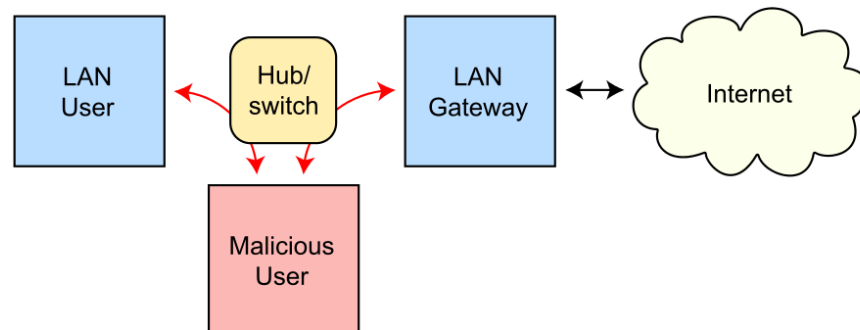 LAN
User
Hub/
switch
LAN
Gateway
Internet
Malicious
User